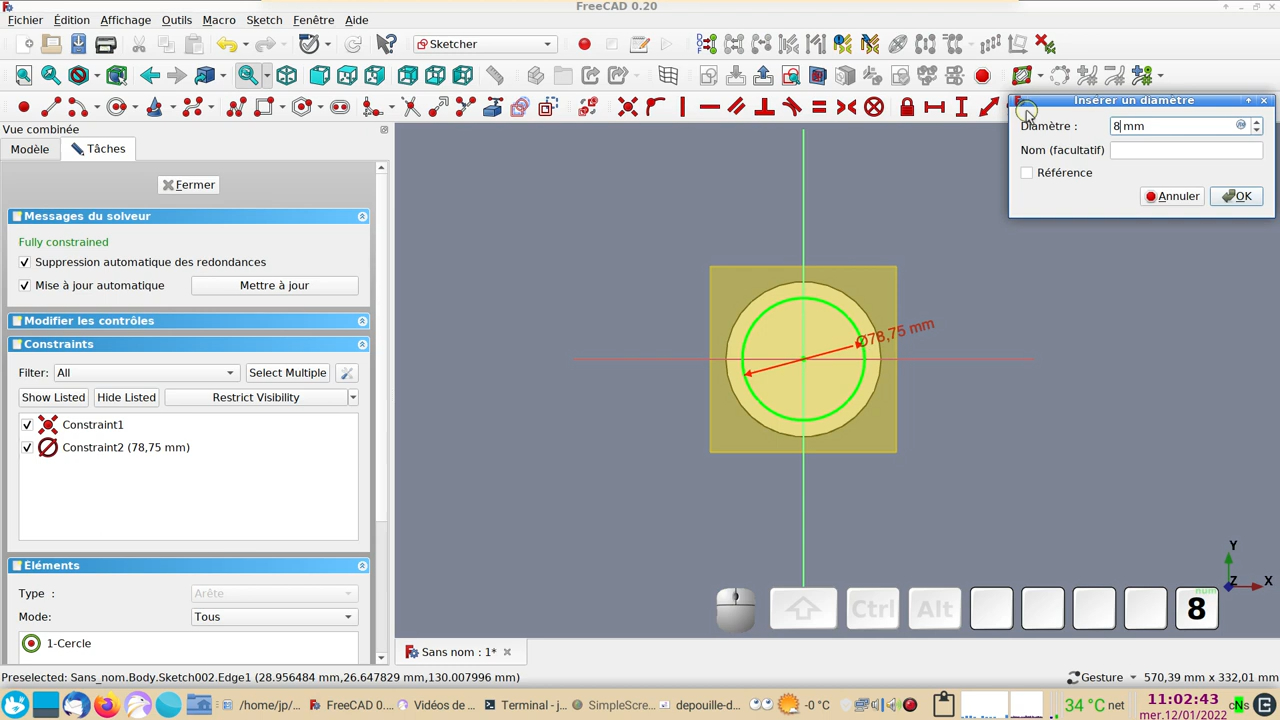 FreeCAD 0.20
Fichier Édition Affichage Outils Macro Sketch Fenêtre Aide
Sketcher
Vue combinée
Modèle Tâches
Fermer
Messages du solveur
Fully constrained
Suppression automatique des redondances
Mise à jour automatique Mettre à jour
Modifier les contrôles
Constraints
Filter: All Select Multiple
Show Listed Hide Listed Restrict Visibility
Constraint1
Constraint2 (78,75 mm)
Éléments
Type : Arête
Mode: Tous
1-Cercle
Insérer un diamètre
Diamètre : 8 mm
Nom (facultatif)
Référence
Annuler OK
Ø78,75 mm
Y
Z X
Ctrl Alt num 8
Sans nom : 1*
Preselected: Sans_nom.Body.Sketch002.Edge1 (28.956484 mm,26.647829 mm,130.007996 mm) Gesture 570,39 mm x 332,01 mm
Home/jp/... FreeCAD 0.... Vidéos de ... Terminal - j... SimpleScre... depouille-d... -0 °C 34 °C net 11:02:43
mer.12/01/2022